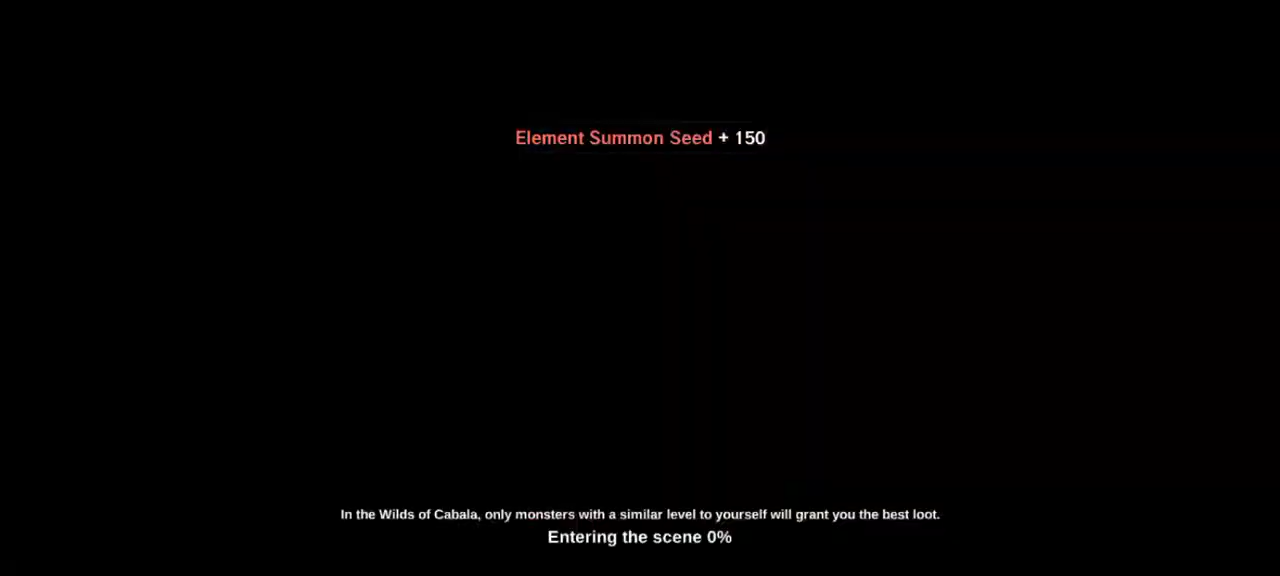 Element Summon Seed + 150
In the Wilds of Cabala, only monsters with a similar level to yourself will grant you the best loot.
Entering the scene 0%